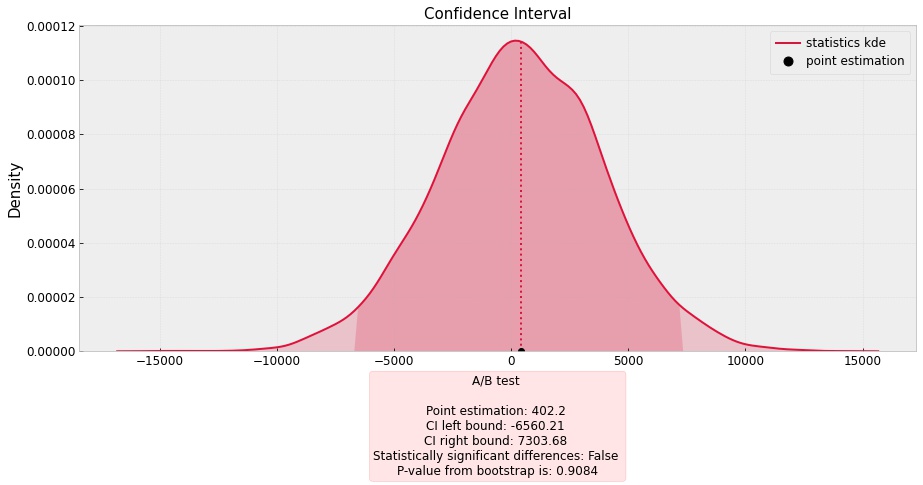 Confidence Interval
statistics kde
point estimation
Density
0.00012
0.00010
0.00008
0.00006
0.00004
0.00002
0.00000
−15000
−10000
−5000
0
5000
10000
15000
A/B test
Point estimation: 402.2
CI left bound: -6560.21
CI right bound: 7303.68
Statistically significant differences: False
P-value from bootstrap is: 0.9084